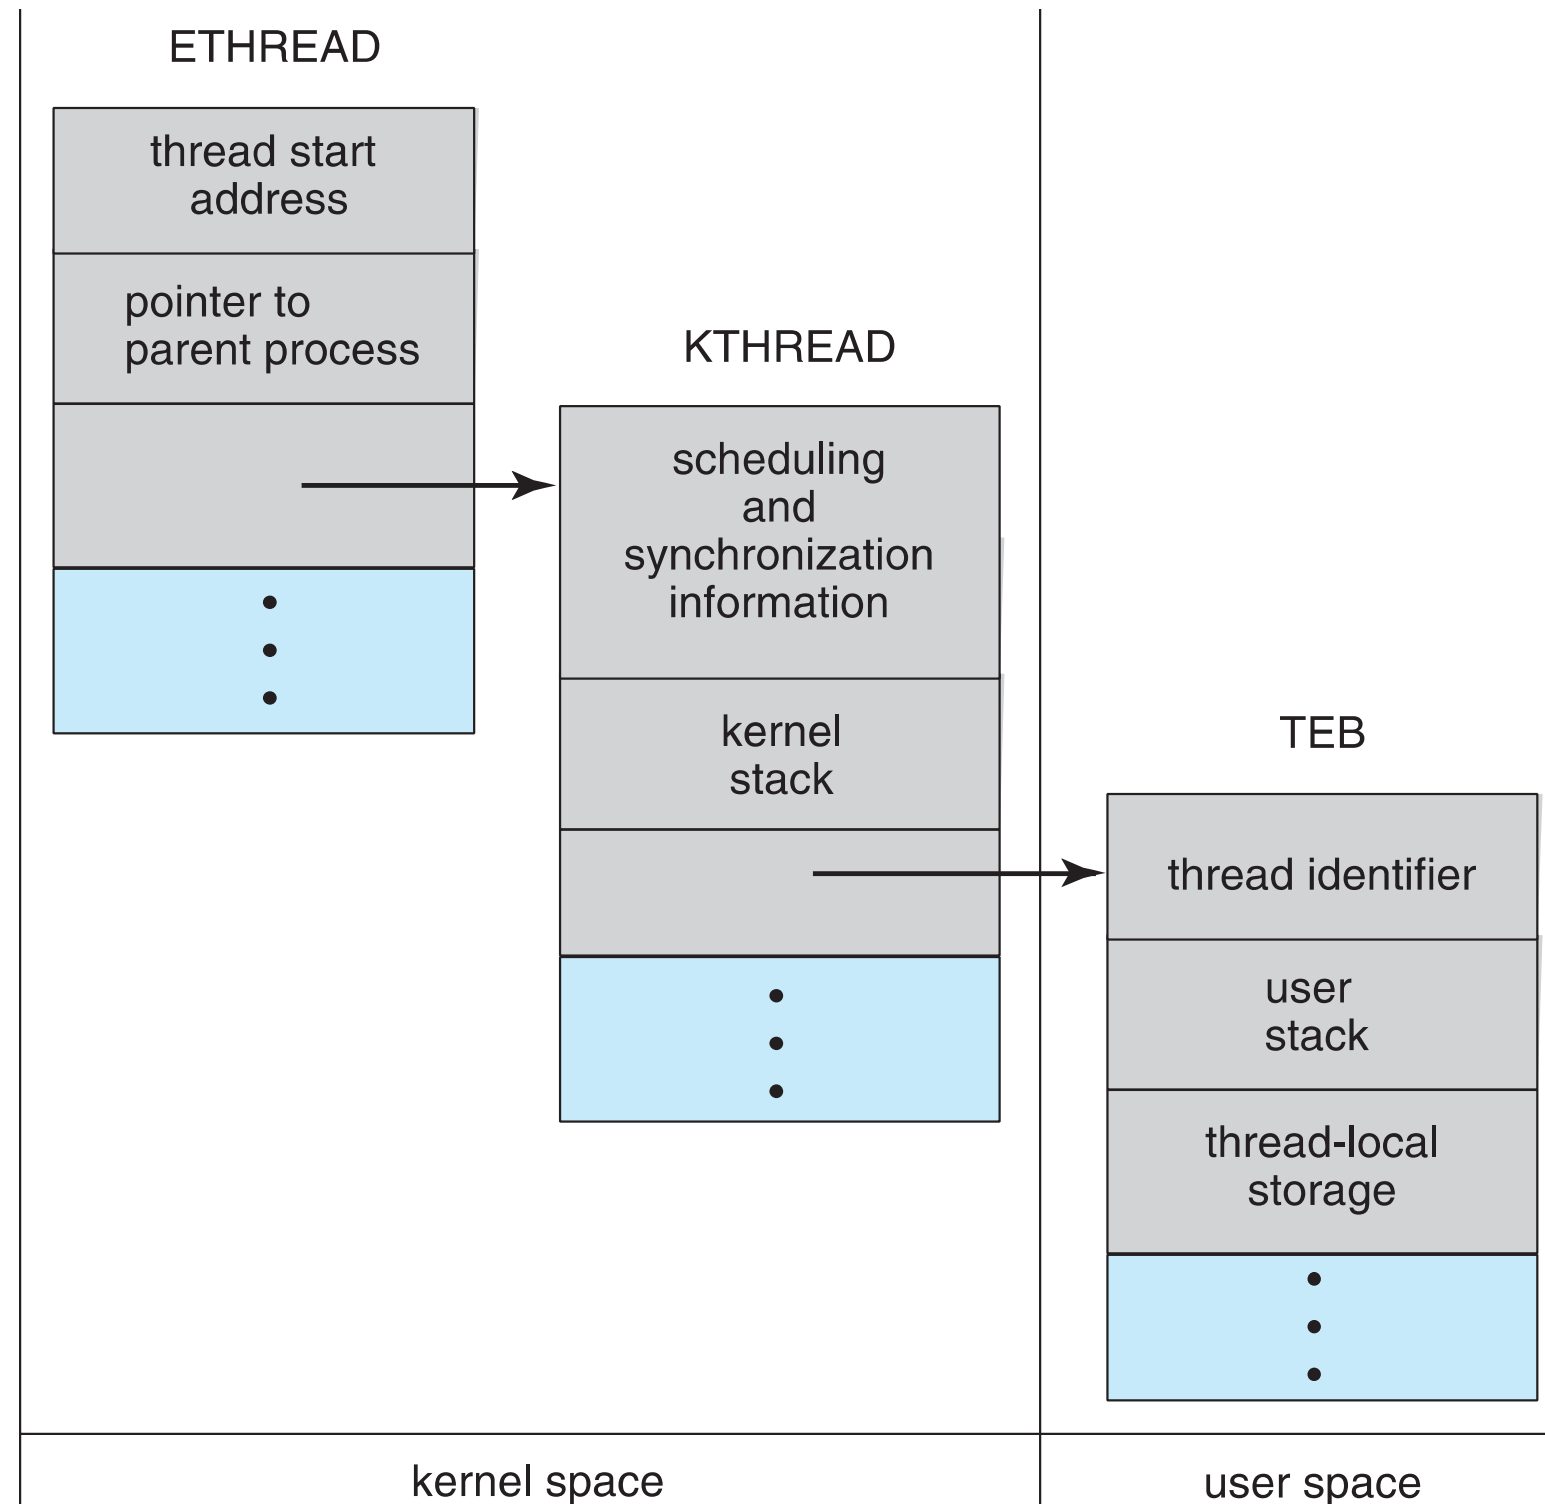 ETHREAD
thread start
address
pointer to
parent process
KTHREAD
scheduling
and
synchronization
information
kernel
stack
TEB
thread identifier
user
stack
thread-local
storage
kernel space
user space